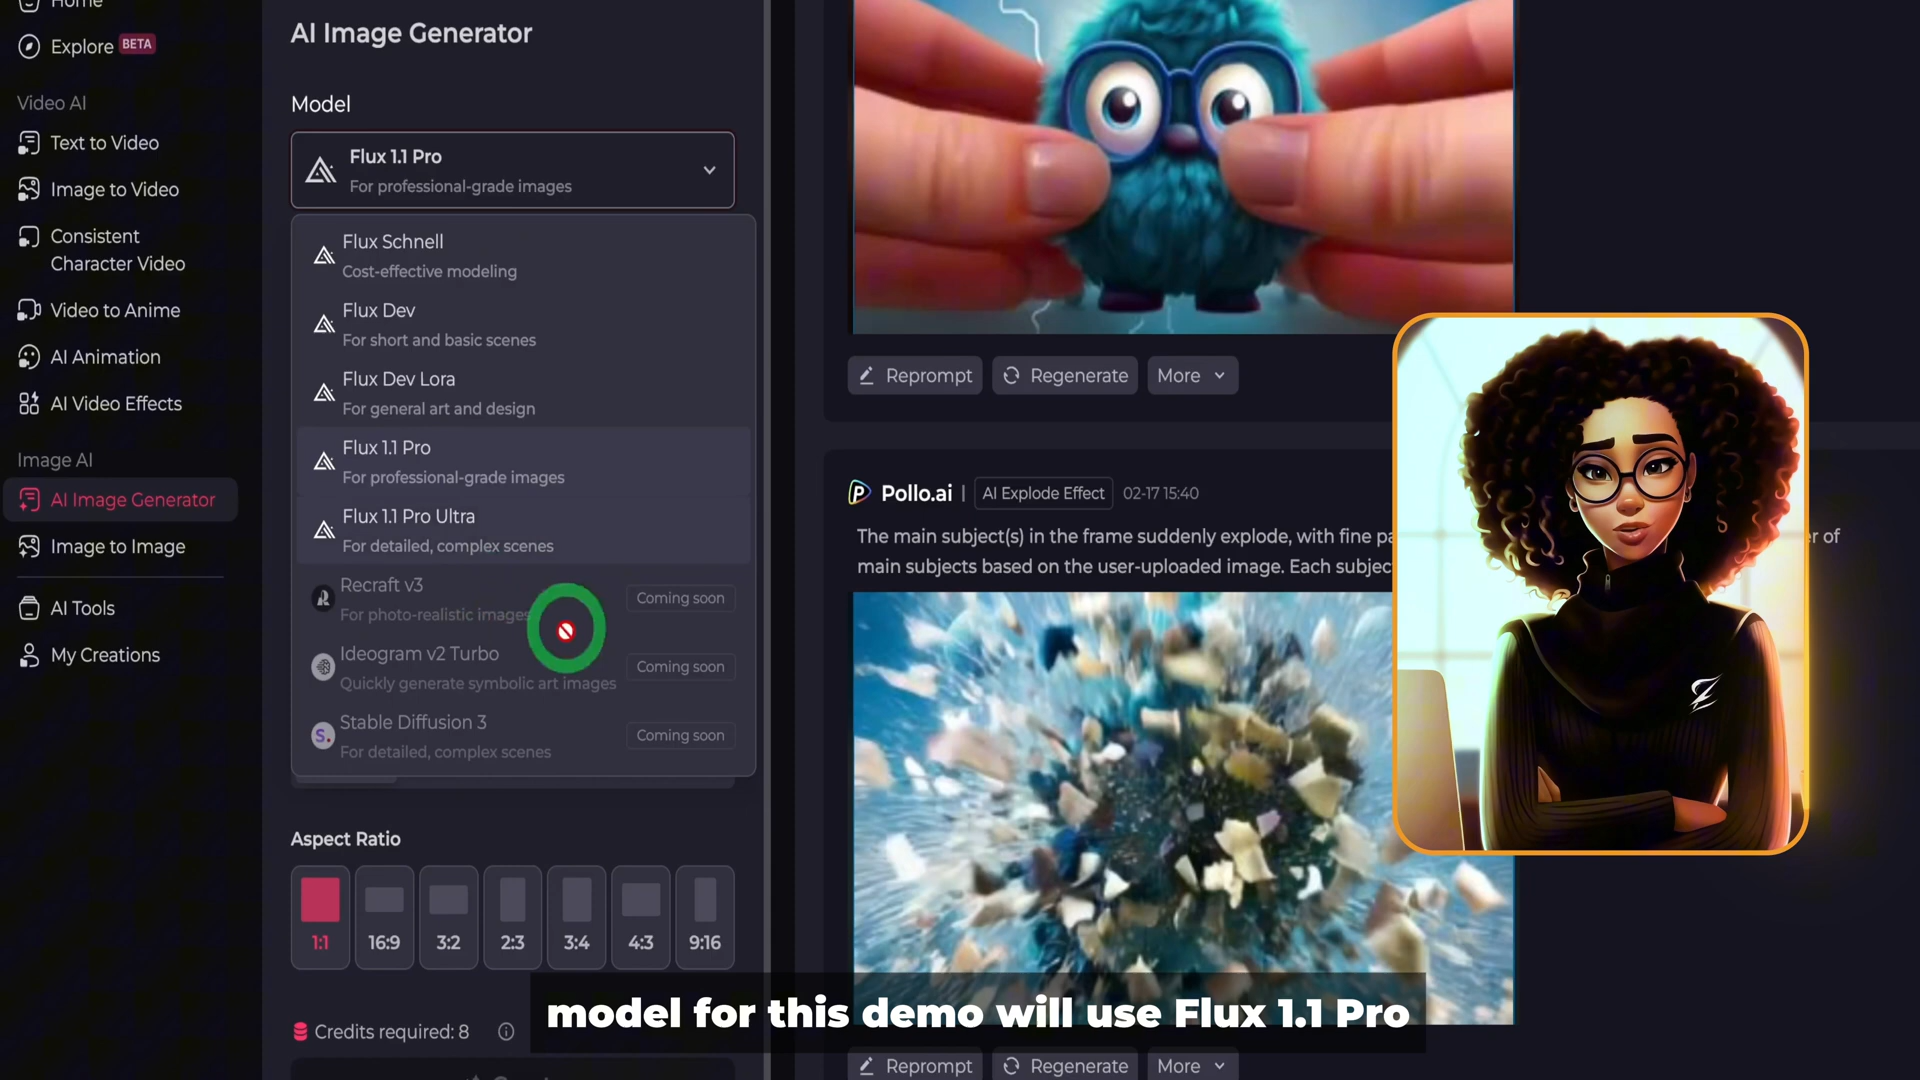 Home
Explore BETA
Video AI
Text to Video
Image to Video
Consistent
Character Video
Video to Anime
AI Animation
AI Video Effects
Image AI
AI Image Generator
Image to Image
AI Tools
My Creations
AI Image Generator
Model
Flux 1.1 Pro
For professional-grade images
Flux Schnell
Cost-effective modeling
Flux Dev
For short and basic scenes
Flux Dev Lora
For general art and design
Flux 1.1 Pro
For professional-grade images
Flux 1.1 Pro Ultra
For detailed, complex scenes
Recraft v3
For photo-realistic images
Coming soon
Ideogram v2 Turbo
Quickly generate symbolic art images
Coming soon
Stable Diffusion 3
For detailed, complex scenes
Coming soon
Aspect Ratio
1:1 16:9 3:2 2:3 3:4 4:3 9:16
Credits required: 8
Reprompt Regenerate More
Pollo.ai | AI Explode Effect 02-17 15:40
The main subject(s) in the frame suddenly explode, with fine of
main subjects based on the user-uploaded image. Each
model for this demo will use Flux 1.1 Pro
Reprompt Regenerate More